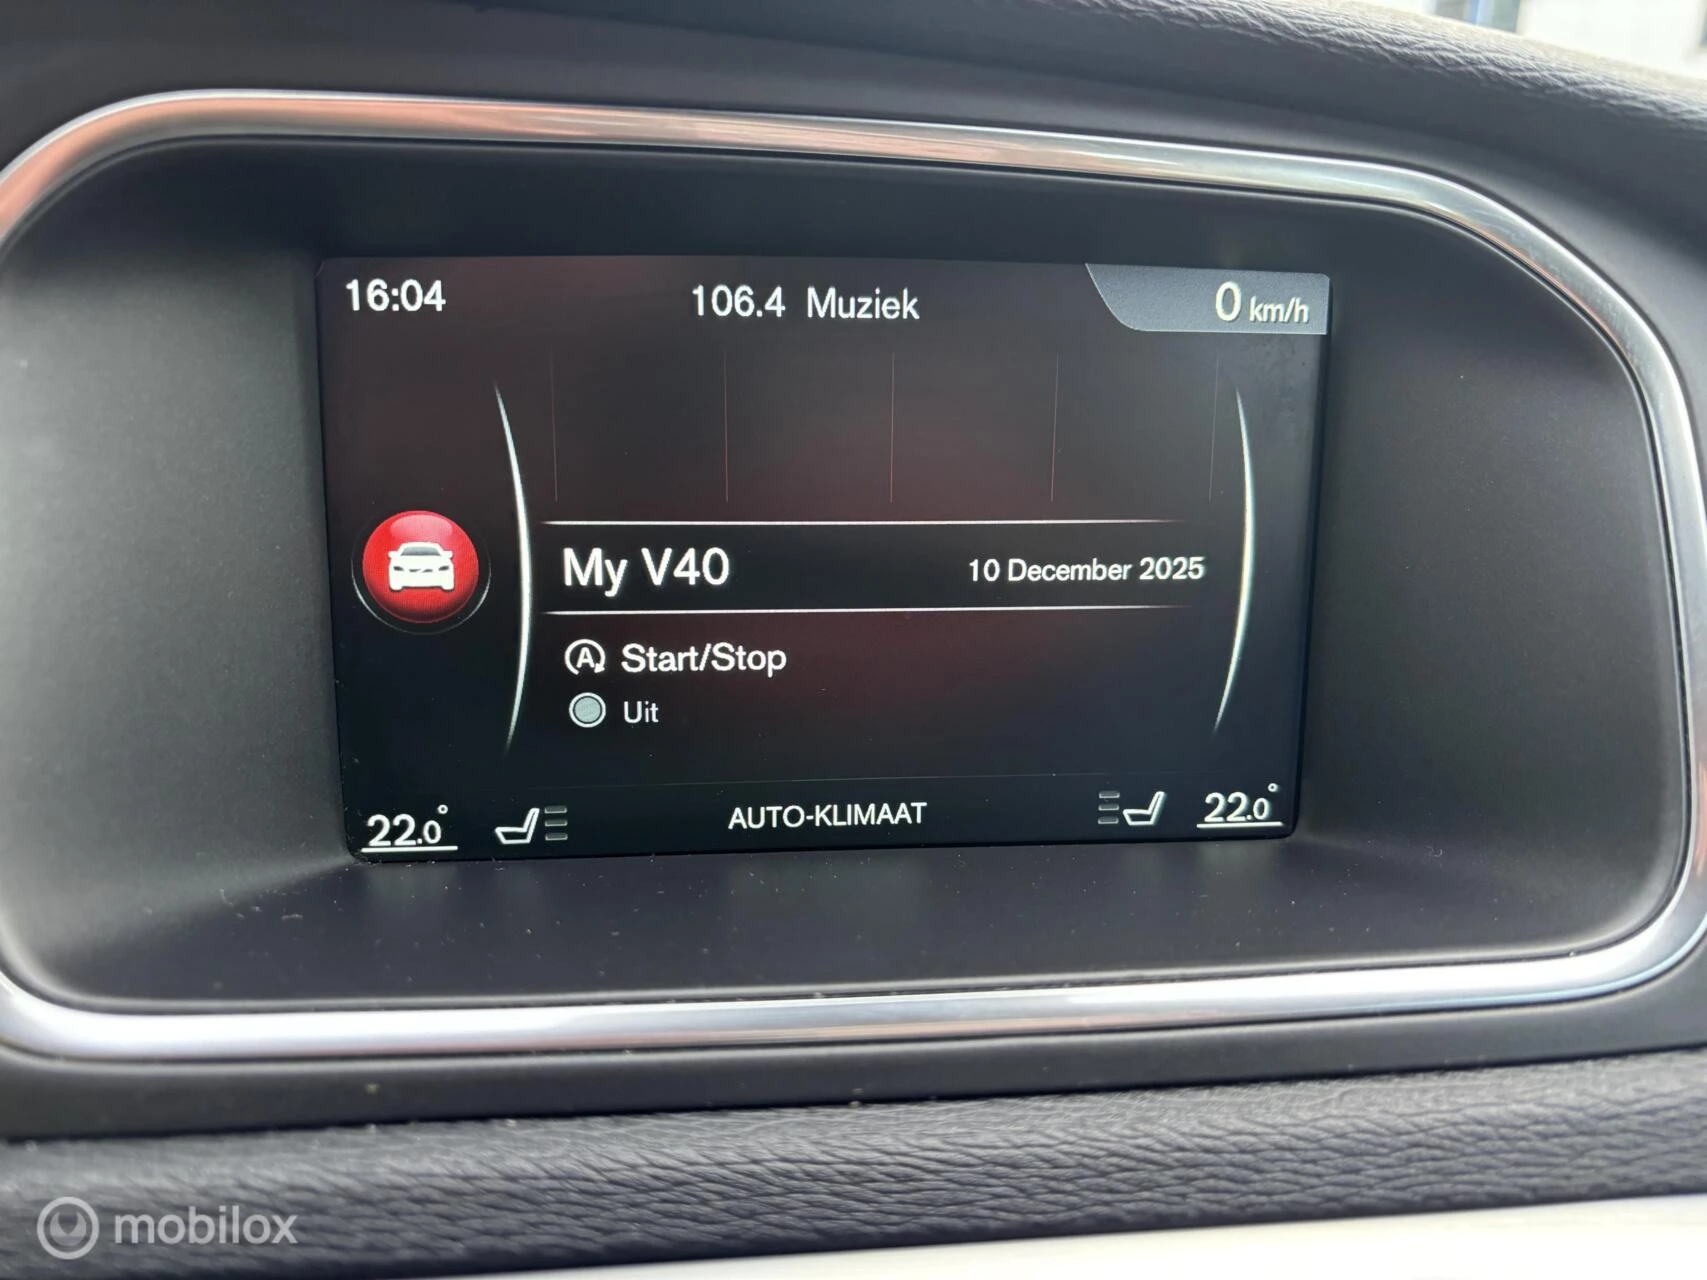 16:04 106.4 Muziek 0 km/h
My V40 10 December 2025
A Start/Stop
Uit
22.0° AUTO-KLIMAAT 22.0°
mobilox